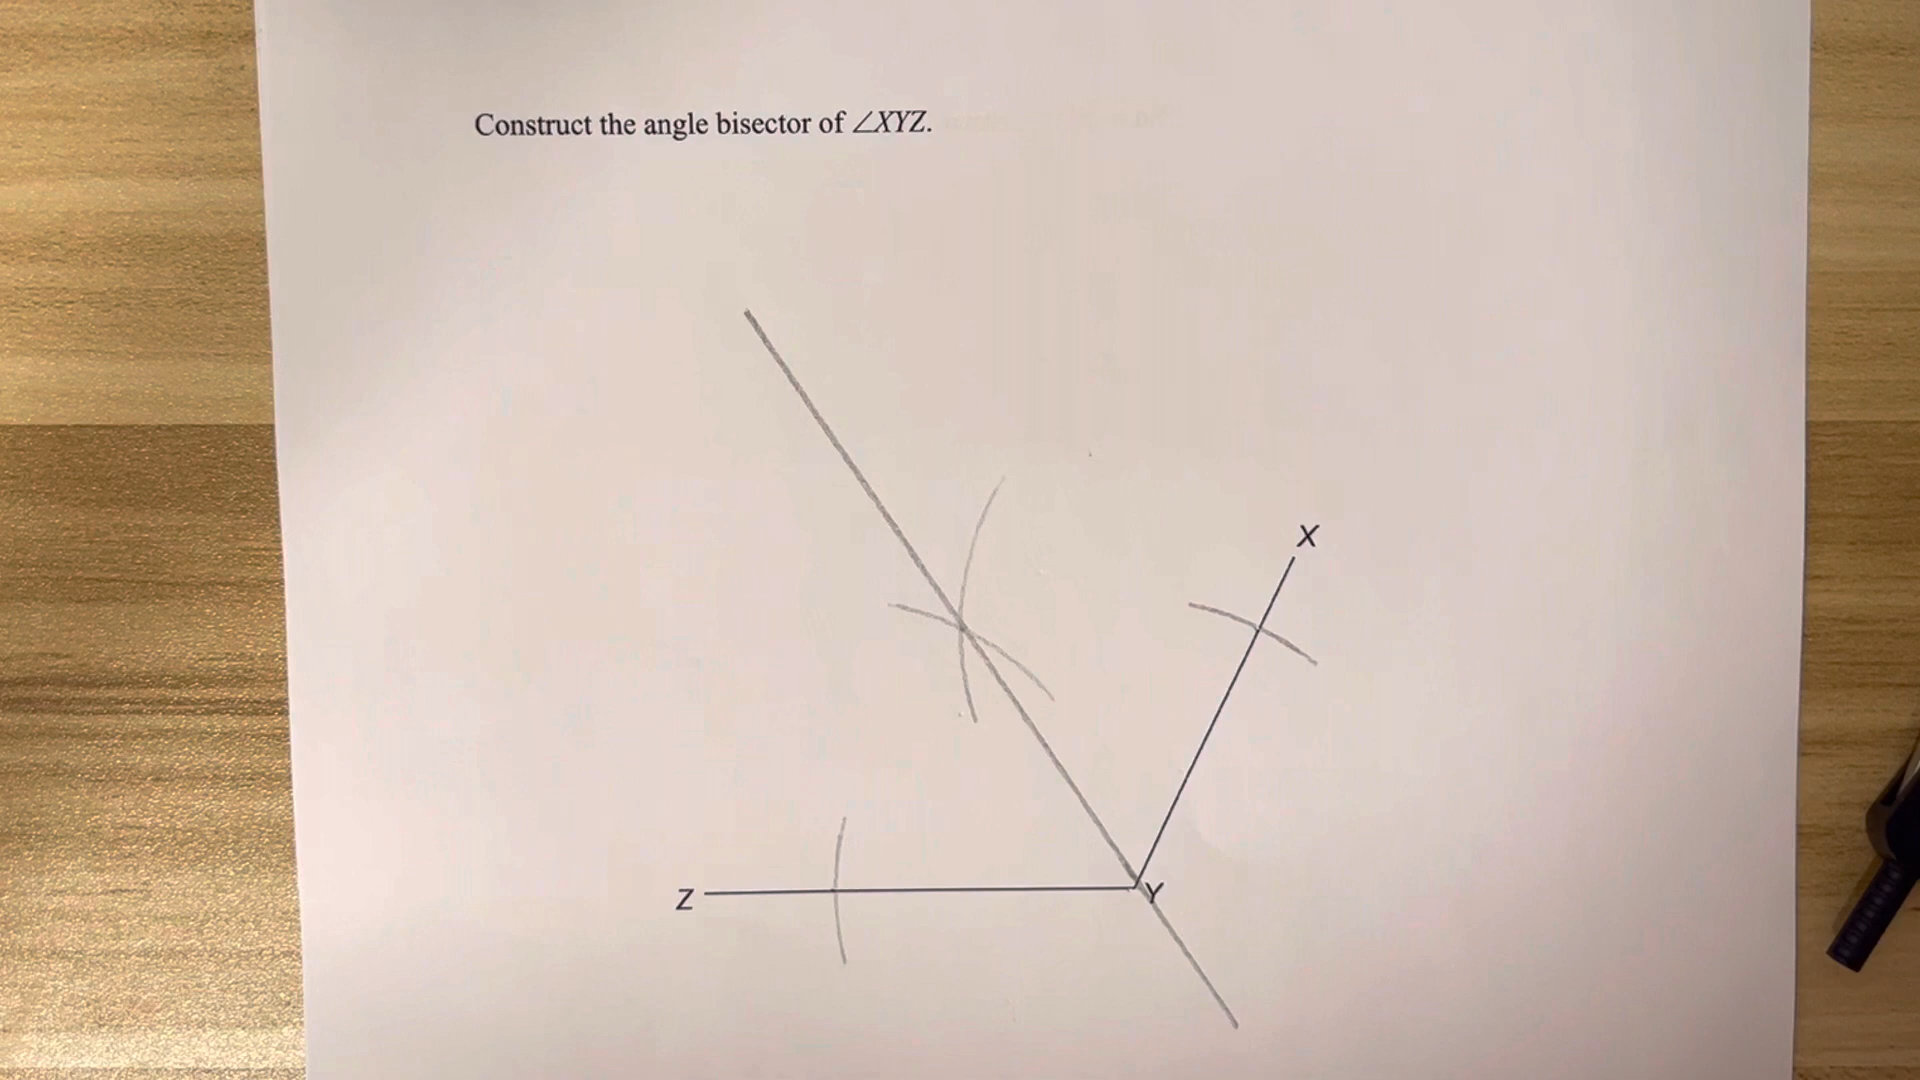 Construct the angle bisector of ∠XYZ.
X
Z
Y